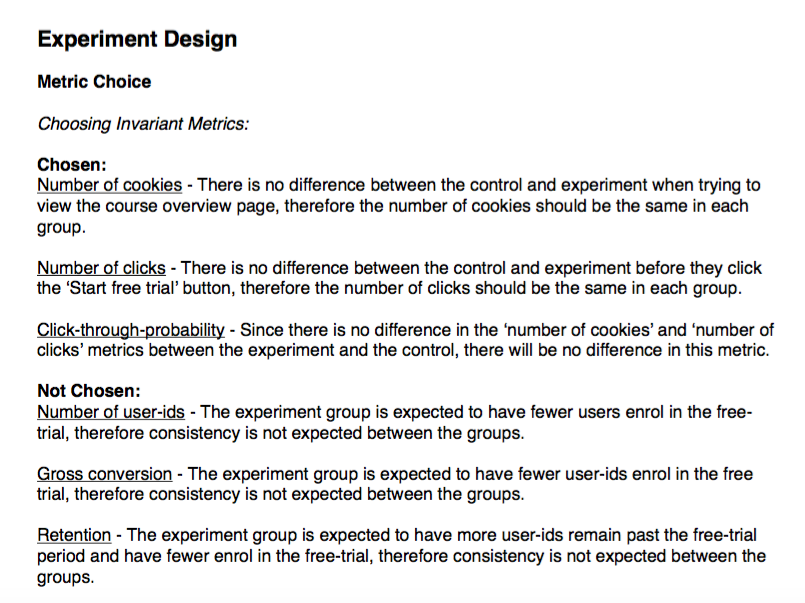 Experiment Design
Metric Choice
Choosing Invariant Metrics:
Chosen:
Number of cookies - There is no difference between the control and experiment when trying to
view the course overview page, therefore the number of cookies should be the same in each
group.
Number of clicks - There is no difference between the control and experiment before they click
the ‘Start free trial’ button, therefore the number of clicks should be the same in each group.
Click-through-probability - Since there is no difference in the ‘number of cookies’ and ‘number of
clicks’ metrics between the experiment and the control, there will be no difference in this metric.
Not Chosen:
Number of user-ids - The experiment group is expected to have fewer users enrol in the free-
trial, therefore consistency is not expected between the groups.
Gross conversion - The experiment group is expected to have fewer user-ids enrol in the free
trial, therefore consistency is not expected between the groups.
Retention - The experiment group is expected to have more user-ids remain past the free-trial
period and have fewer enrol in the free-trial, therefore consistency is not expected between the
groups.